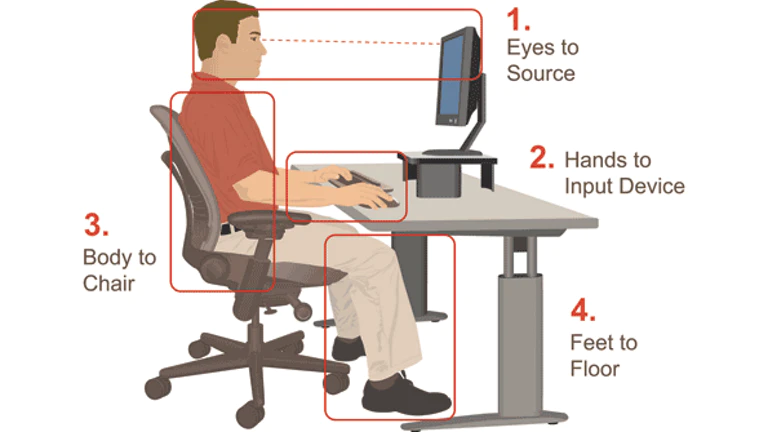 1.
Eyes to
Source
2. Hands to
Input Device
3.
Body to
Chair
4.
Feet to
Floor